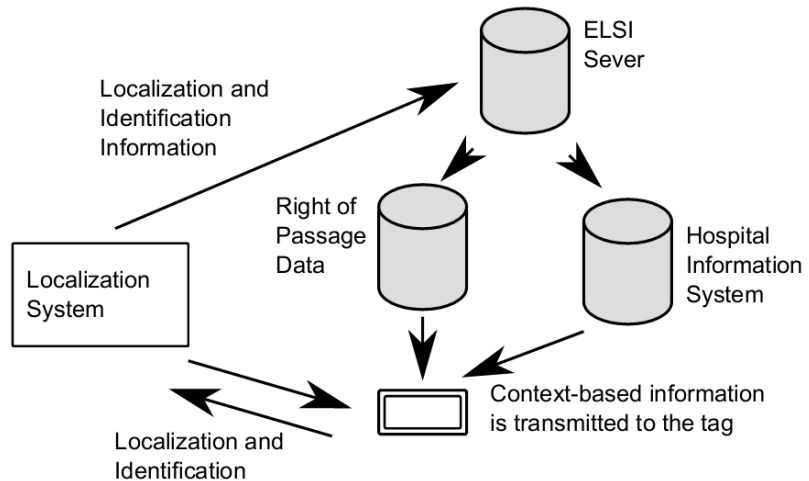 ELSI
Sever
Localization and
Identification
Information
Right of
Passage
Data
Hospital
Information
System
Localization
System
Context-based information
is transmitted to the tag
Localization and
Identification